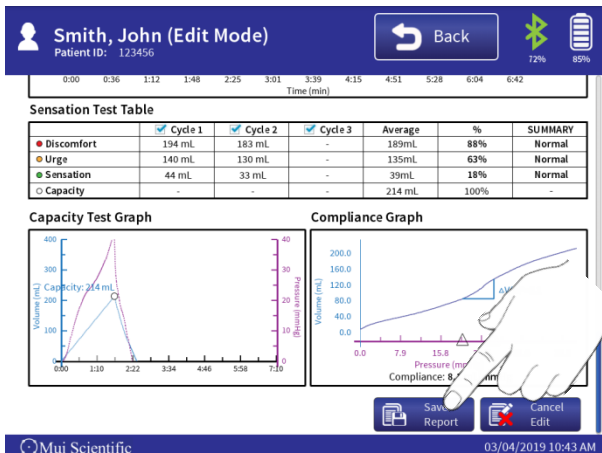 Smith, John (Edit Mode)
Patient ID: 123456
Back
72%
85%
0:00 0:36 1:12 1:48 2:25 3:01 3:39 4:15 4:51 5:28 6:04 6:42
Time (min)
Sensation Test Table
Cycle 1 Cycle 2 Cycle 3 Average % SUMMARY
Discomfort 194 mL 183 mL - 189mL 88% Normal
Urge 140 mL 130 mL - 135mL 63% Normal
Sensation 44 mL 33 mL - 39mL 18% Normal
Capacity - - - 214 mL 100% -
Capacity Test Graph
400
300
200
100
0
Volume (mL)
Capacity: 214 mL
40
30
20
10
0
Pressure (mmHg)
0:00 1:10 2:22 3:34 4:46 5:58 7:10
Compliance Graph
200.0
160.0
120.0
80.0
40.0
0.0
Volume (mL)
0.0 7.9 15.8
Pressure
Compliance:
Save
Report
Cancel
Edit
Mui Scientific
03/04/2019 10:43 AM